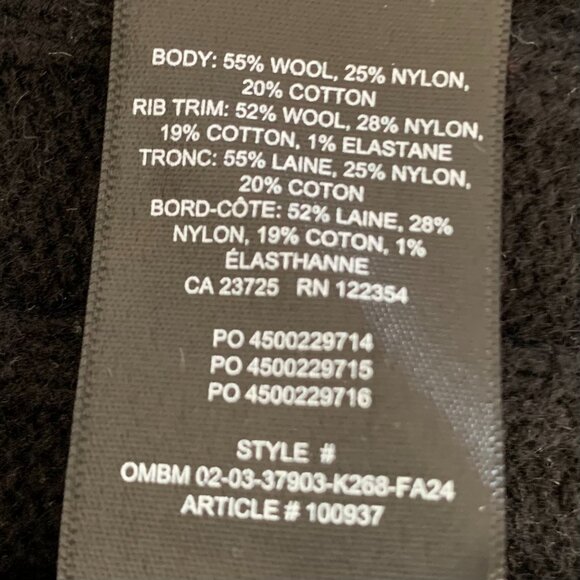 BODY: 55% WOOL, 25% NYLON,
20% COTTON
RIB TRIM: 52% WOOL, 28% NYLON,
19% COTTON, 1% ELASTANE
TRONC: 55% LAINE, 25% NYLON,
20% COTON
BORD-CÔTE: 52% LAINE, 28%
NYLON, 19% COTON, 1%
ÉLASTHANNE
CA 23725 RN 122354
PO 4500229714
PO 4500229715
PO 4500229716
STYLE #
OMBM 02-03-37903-K268-FA24
ARTICLE # 100937